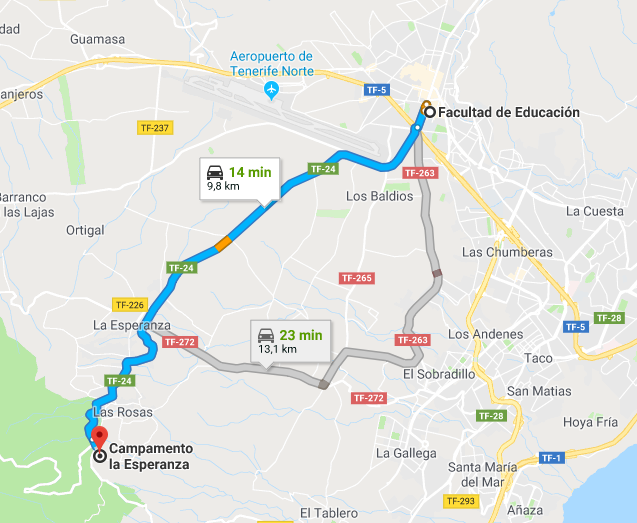 idad
Guamasa
Aeropuerto de
Tenerife Norte
TF-5
anjeros
Facultad de Educación
TF-237
14 min
9,8 km
TF-24
TF-263
Barranco
las Lajas
Los Baldios
La Cuesta
Ortigal
Las Chumberas
TF-24
TF-265
TF-226
La Esperanza
TF-28
TF-5
23 min
13,1 km
TF-272
TF-263
Los Andenes
Taco
El Sobradillo
TF-24
San Matias
TF-272
Las Rosas
TF-28
Hoya Fría
Campamento
la Esperanza
La Gallega
TF-1
Santa María
del Mar
TF-293
El Tablero
Añaza